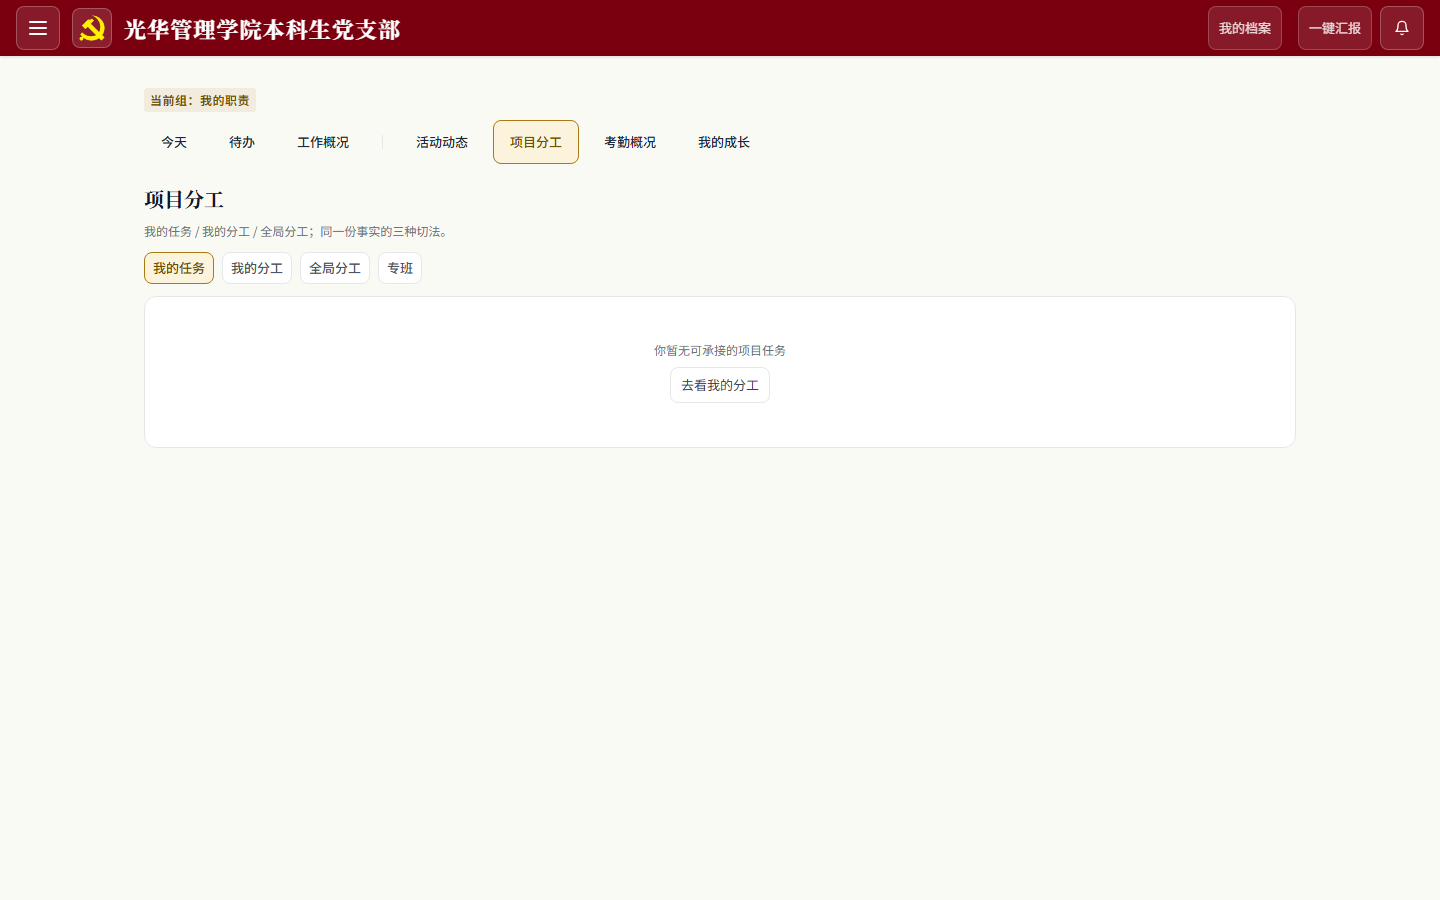 光华管理学院本科生党支部
我的档案
一键汇报
当前组：我的职责
今天 待办 工作概况 活动动态 项目分工 考勤概况 我的成长
项目分工
我的任务 / 我的分工 / 全局分工；同一份事实的三种切法。
我的任务 我的分工 全局分工 专班
你暂无可承接的项目任务
去看我的分工